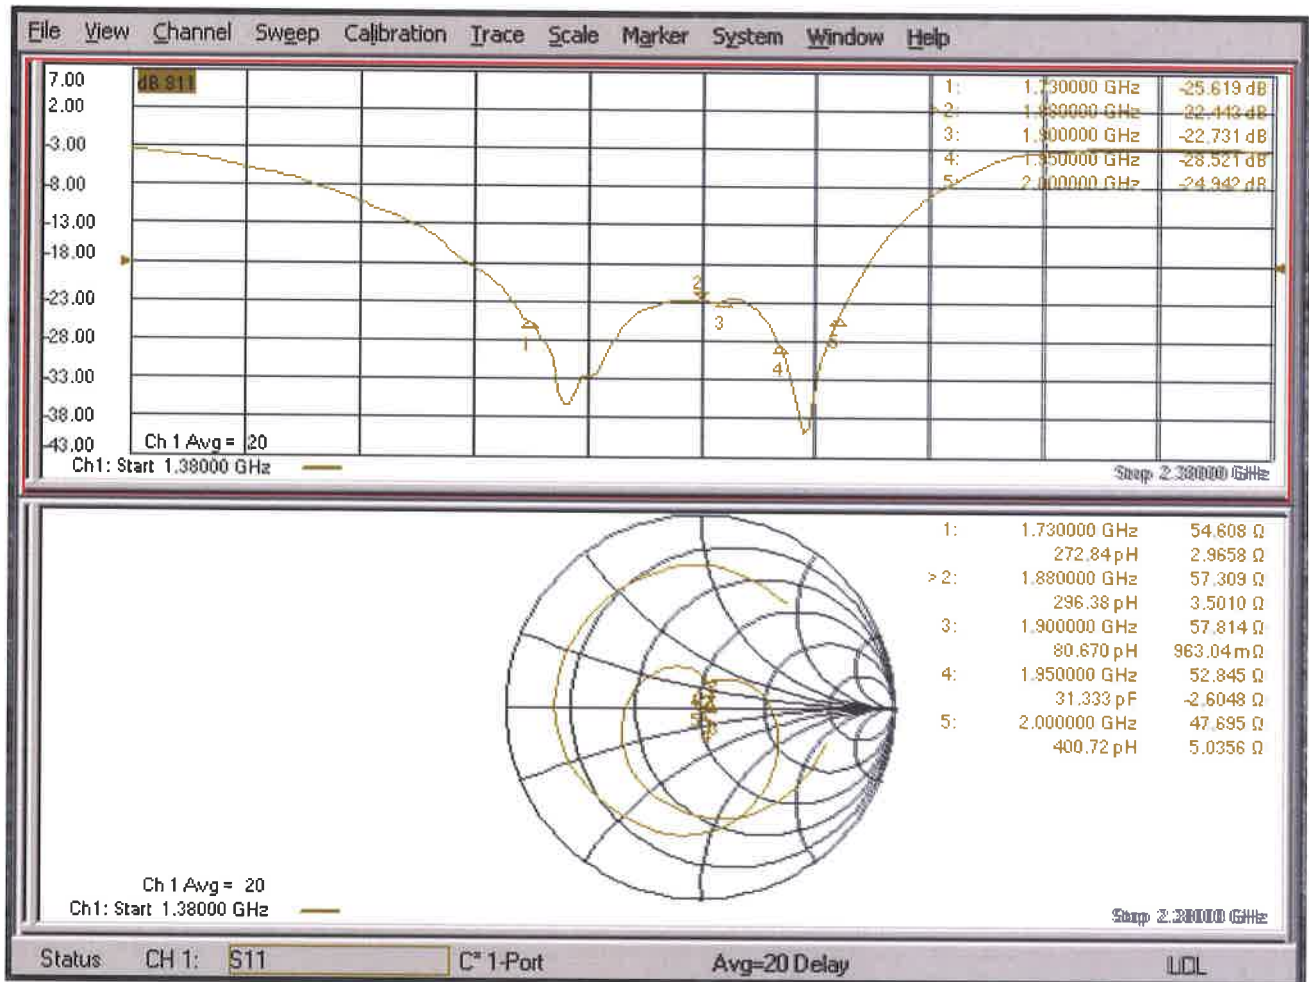 File View Channel Sweep Calibration Trace Scale Marker System Window Help
7.00
2.00
-3.00
-8.00
-13.00
-18.00
-23.00
-28.00
-33.00
-38.00
-43.00
dB S11
1: 1.730000 GHz -25.619 dB
>2: 1.880000 GHz -22.443 dB
3: 1.900000 GHz -22.731 dB
4: 1.950000 GHz -28.521 dB
5: 2.000000 GHz -24.942 dB
2
1
3
4
5
Ch 1 Avg = 20
Ch1: Start 1.38000 GHz
Stop 2.38000 GHz
1: 1.730000 GHz 54.608 Ω
272.84 pH 2.9658 Ω
>2: 1.880000 GHz 57.309 Ω
296.38 pH 3.5010 Ω
3: 1.900000 GHz 57.814 Ω
80.670 pH 963.04 mΩ
4: 1.950000 GHz 52.845 Ω
31.333 pF -2.6048 Ω
5: 2.000000 GHz 47.695 Ω
400.72 pH 5.0356 Ω
Ch 1 Avg = 20
Ch1: Start 1.38000 GHz
Stop 2.38000 GHz
Status CH 1: S11 C* 1-Port Avg=20 Delay LCL